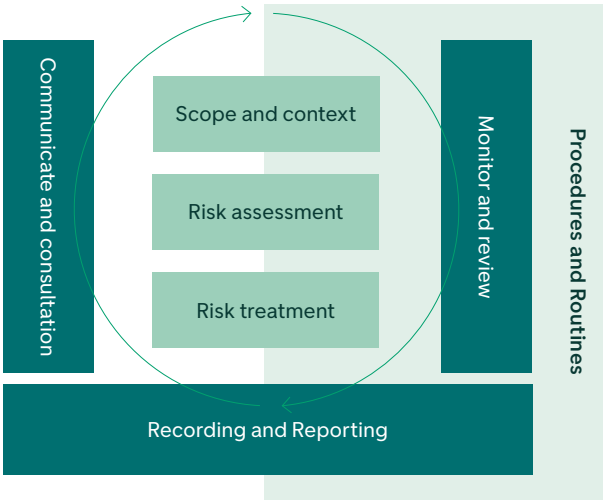 Communicate and consultation
Scope and context
Risk assessment
Risk treatment
Monitor and review
Procedures and Routines
Recording and Reporting